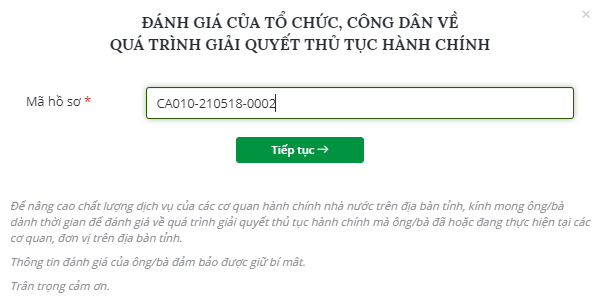 ĐÁNH GIÁ CỦA TỔ CHỨC, CÔNG DÂN VỀ
QUÁ TRÌNH GIẢI QUYẾT THỦ TỤC HÀNH CHÍNH
Mã hồ sơ *
CA010-210518-0002
Tiếp tục →
Để nâng cao chất lượng dịch vụ của các cơ quan hành chính nhà nước trên địa bàn tỉnh, kính mong ông/bà
dành thời gian để đánh giá về quá trình giải quyết thủ tục hành chính mà ông/bà đã hoặc đang thực hiện tại các
cơ quan, đơn vị trên địa bàn tỉnh.
Thông tin đánh giá của ông/bà đảm bảo được giữ bí mật.
Trân trọng cảm ơn.